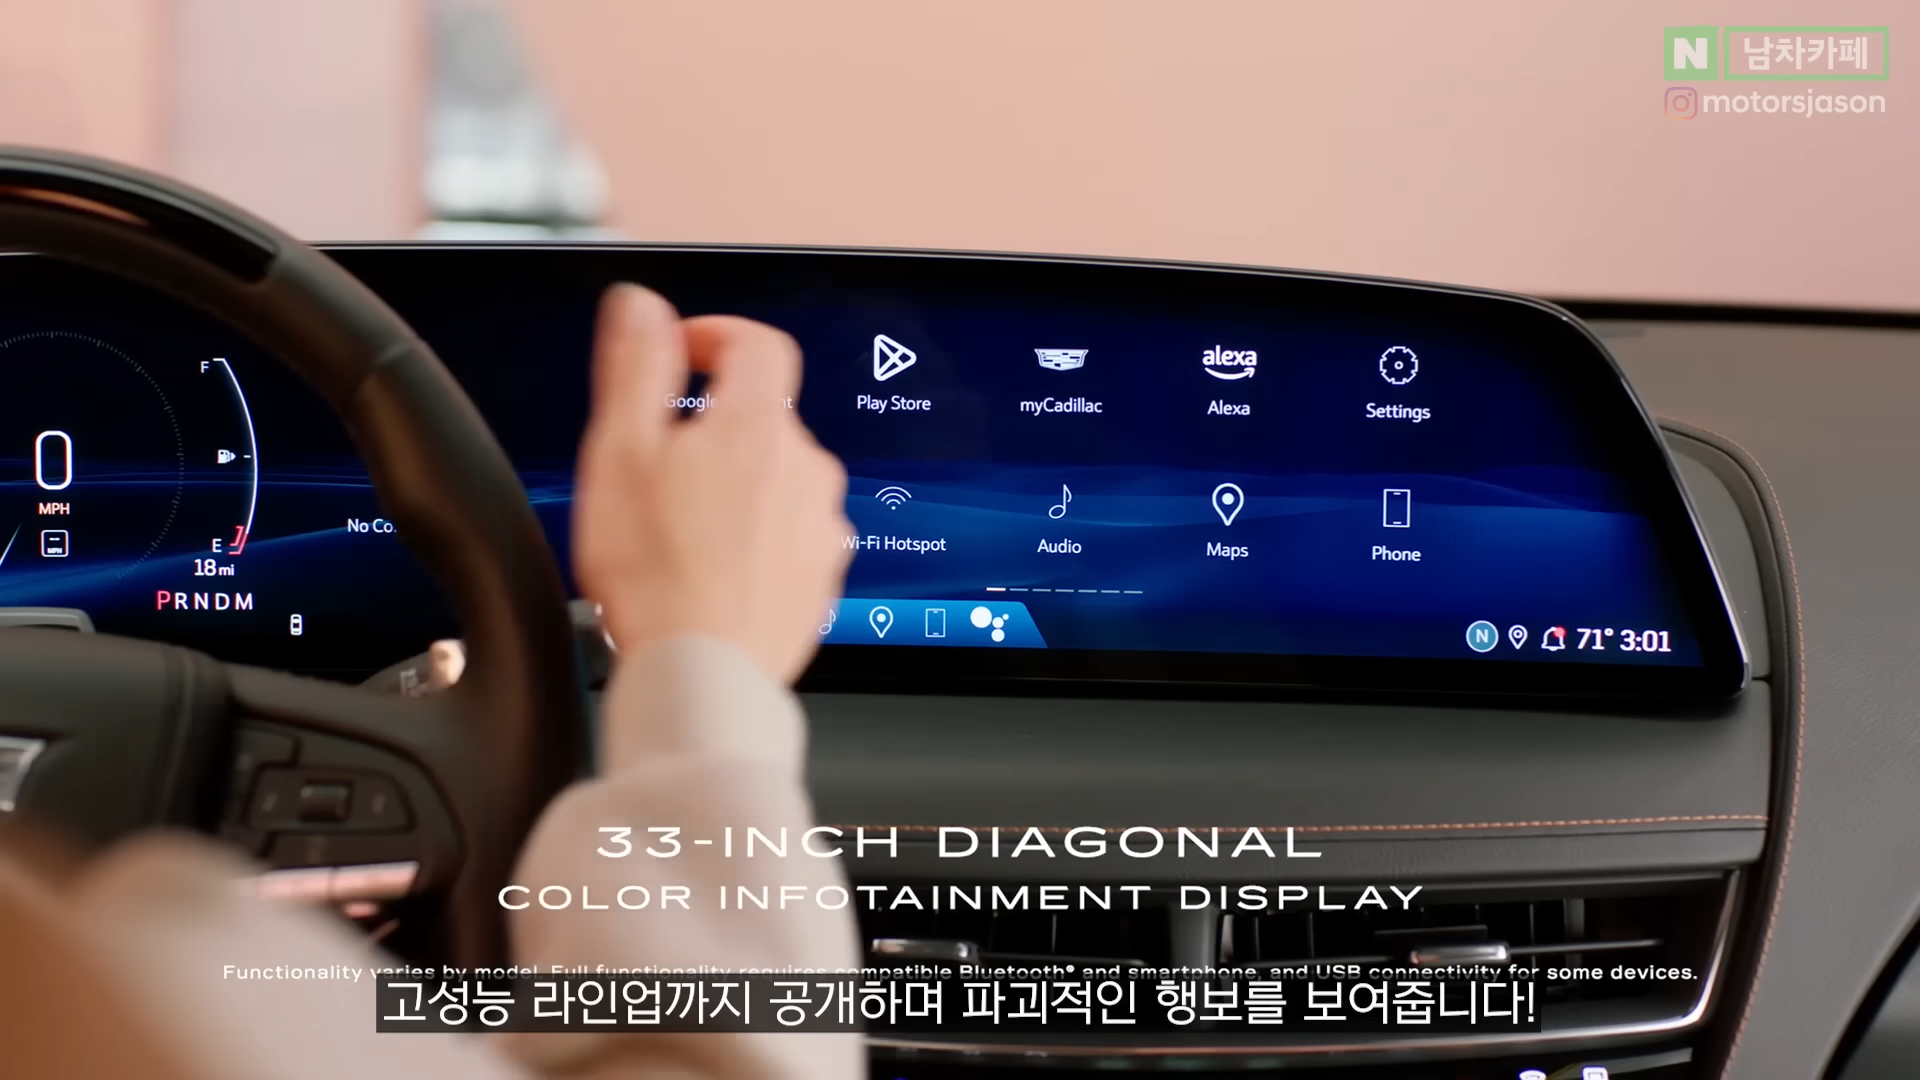 N 남차카페
motorsjason
Play Store
myCadillac
alexa
Alexa
Settings
F
0
MPH
MPH
E
18 mi
PRNDM
No Co
Google
Wi-Fi Hotspot
Audio
Maps
Phone
N 71° 3:01
33-INCH DIAGONAL
COLOR INFOTAINMENT DISPLAY
Functionality varies by model. Full functionality requires compatible Bluetooth® and smartphone, and USB connectivity for some devices.
고성능 라인업까지 공개하며 파괴적인 행보를 보여줍니다!